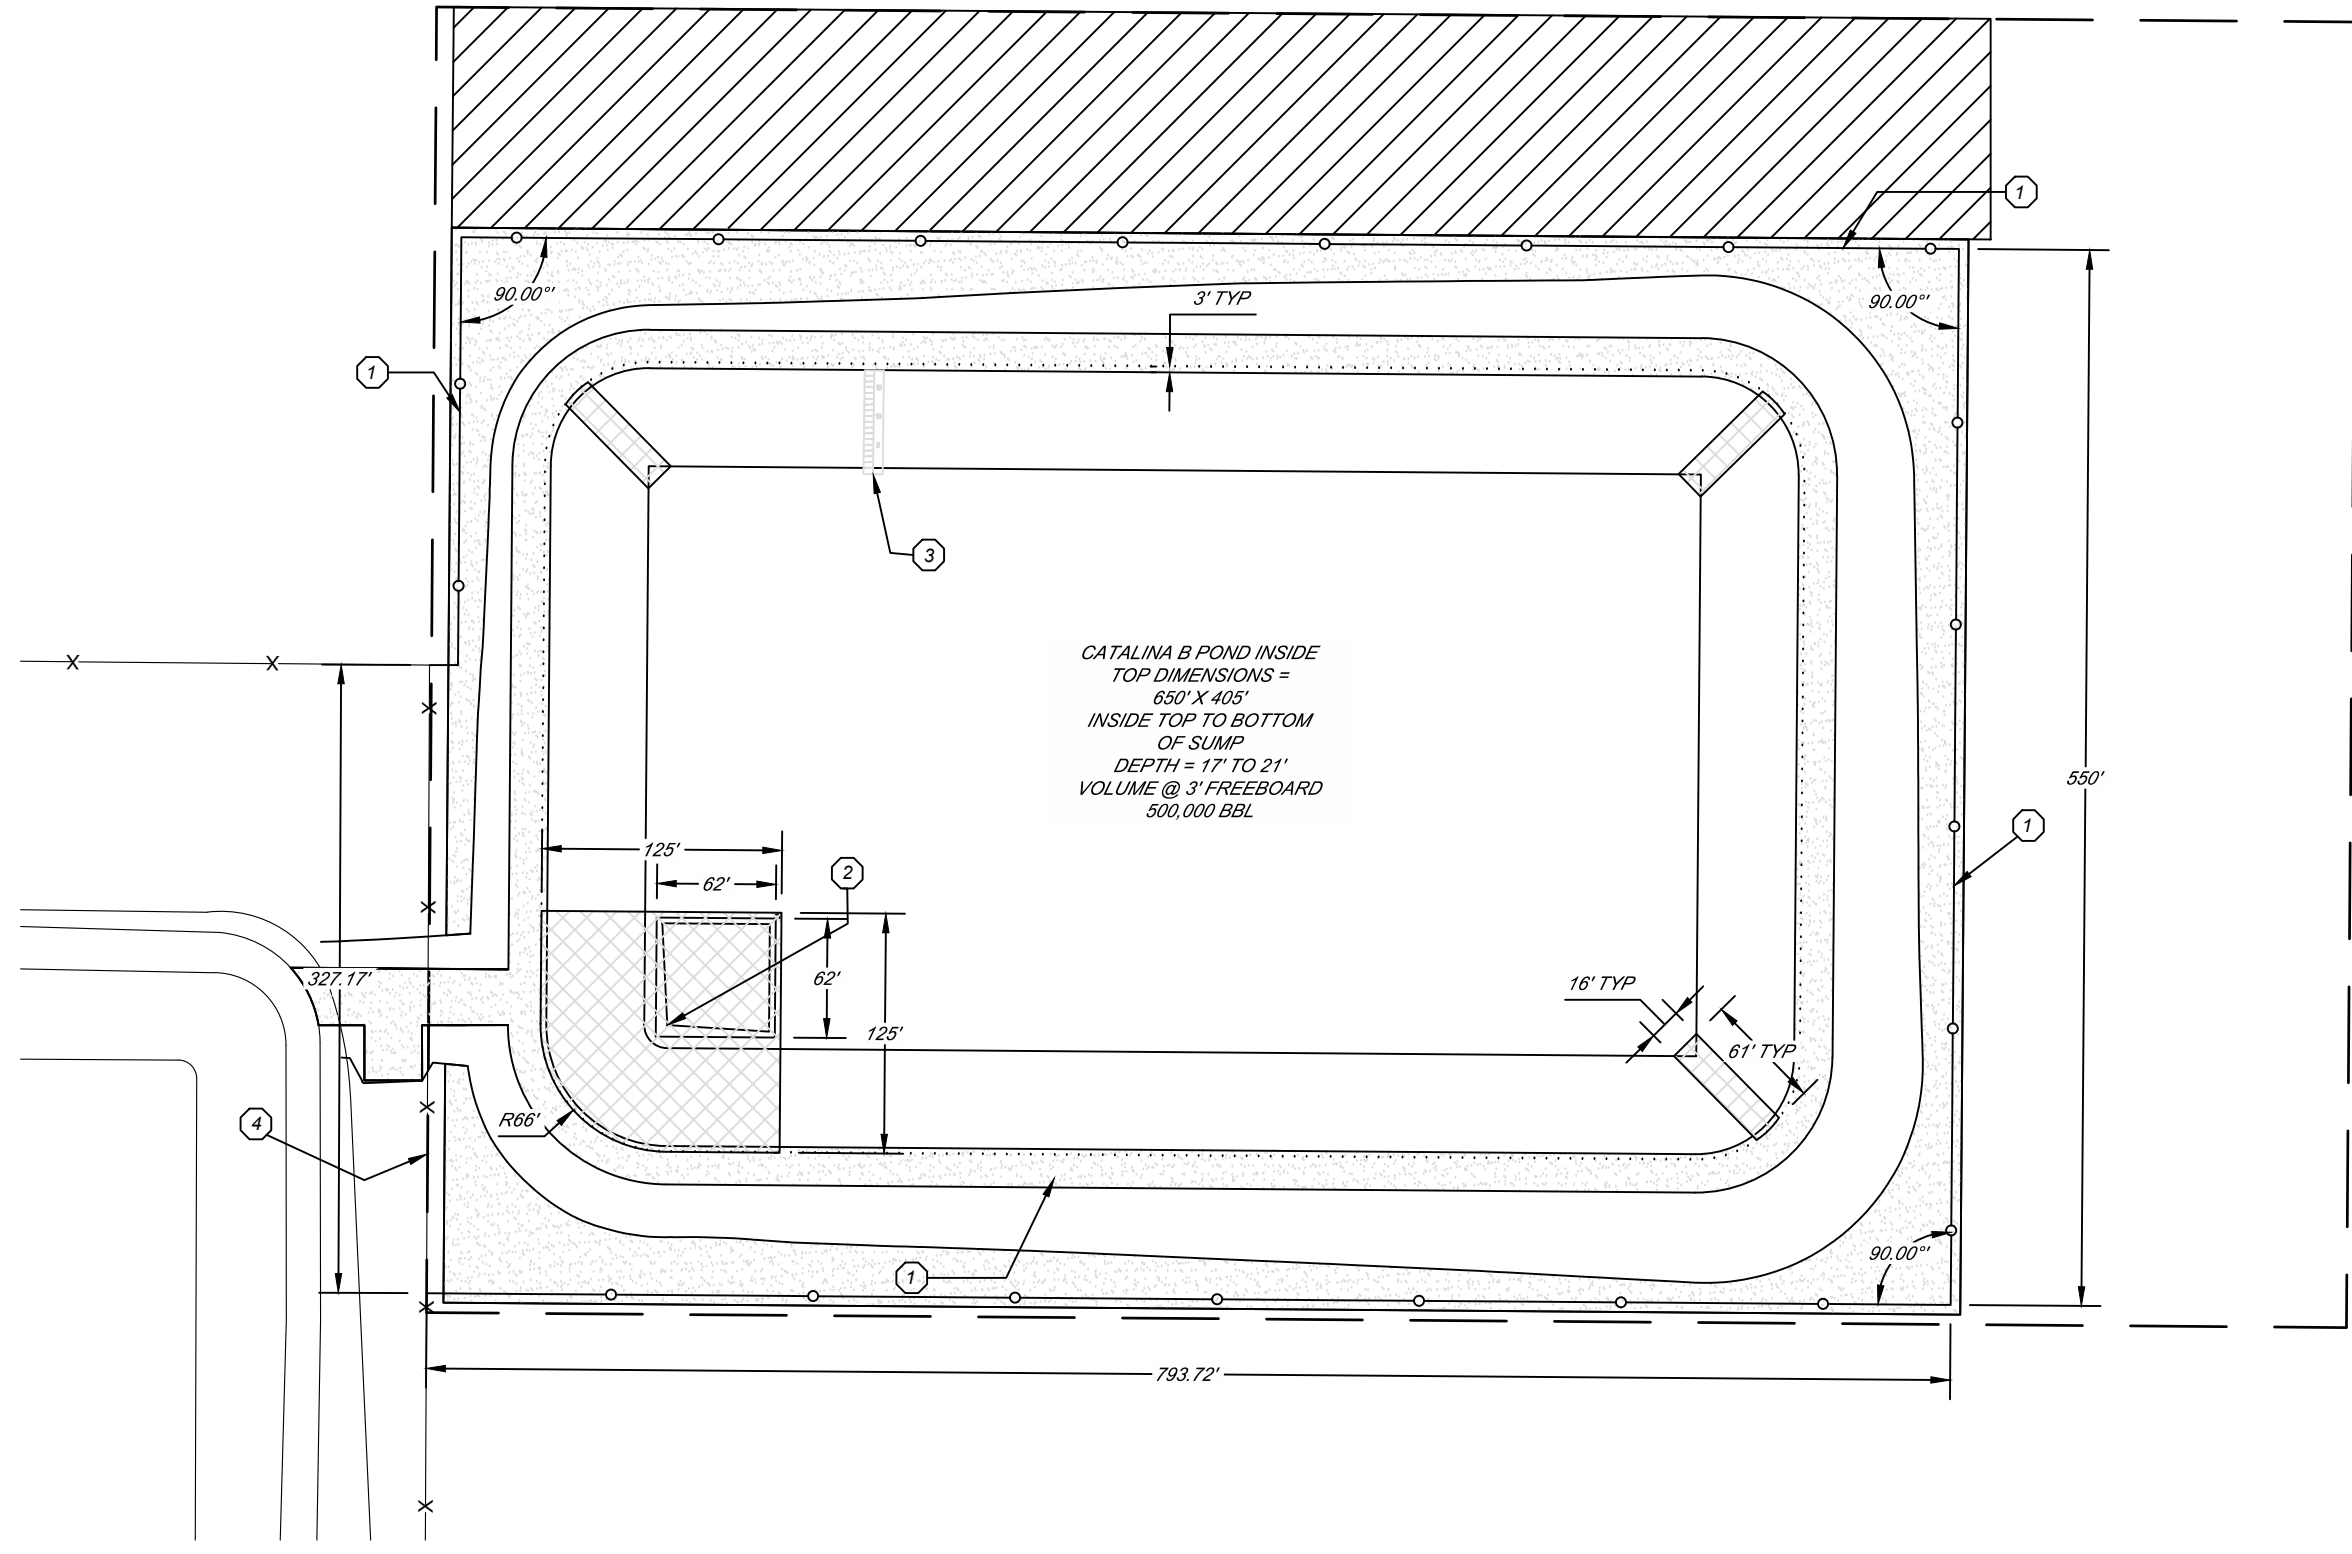 1
90.00°'
90.00°'
3' TYP
1
3
X
X
X
CATALINA B POND INSIDE
TOP DIMENSIONS =
650' X 405'
INSIDE TOP TO BOTTOM
OF SUMP
DEPTH = 17' TO 21'
VOLUME @ 3' FREEBOARD
500,000 BBL
550'
1
125'
2
62'
X
327.17'
62'
16' TYP
125'
61' TYP
X
4
R66'
90.00°'
1
X
793.72'
X